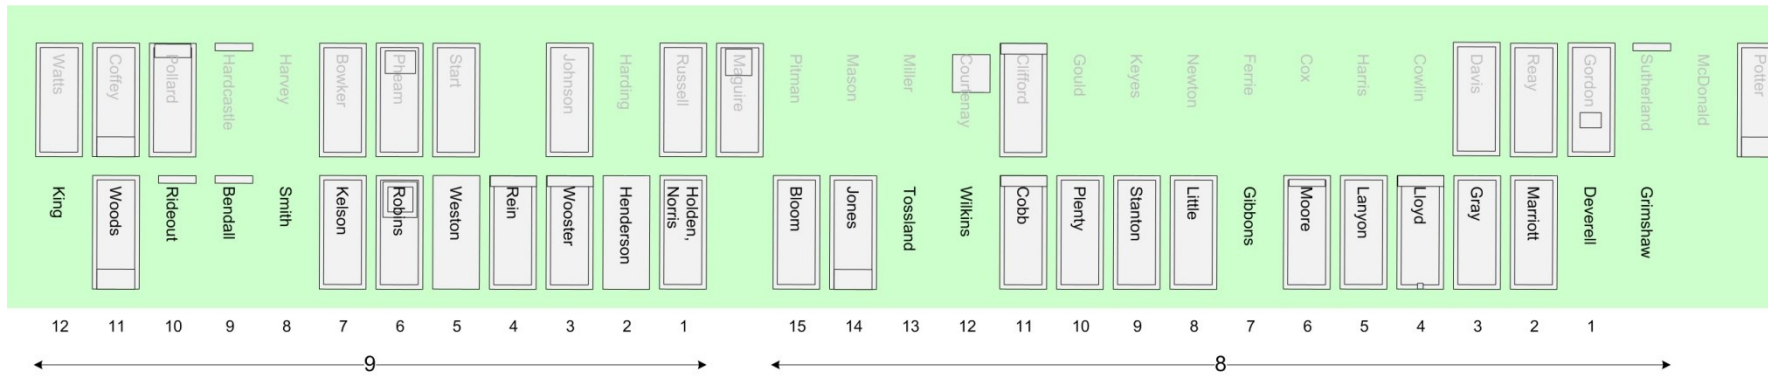 Watts
Coffey
Pollard
Hardcastle
Harvey
Bowker
Pheam
Start
Johnson
Harding
Russell
Maguire
Pitman
Mason
Miller
Courtenay
Clifford
Gould
Keyes
Newton
Ferrie
Cox
Harris
Cowlin
Davis
Reay
Gordon
Sutherland
McDonald
Potter
King
Woods
Rideout
Bendall
Smith
Kelson
Robins
Weston
Rein
Wooster
Henderson
Holden,
Norris
Bloom
Jones
Tossland
Wilkins
Cobb
Plenty
Stanton
Little
Gibbons
Moore
Lanyon
Lloyd
Gray
Marriott
Deverell
Grimshaw
12 11 10 9 8 7 6 5 4 3 2 1 15 14 13 12 11 10 9 8 7 6 5 4 3 2 1
9 8